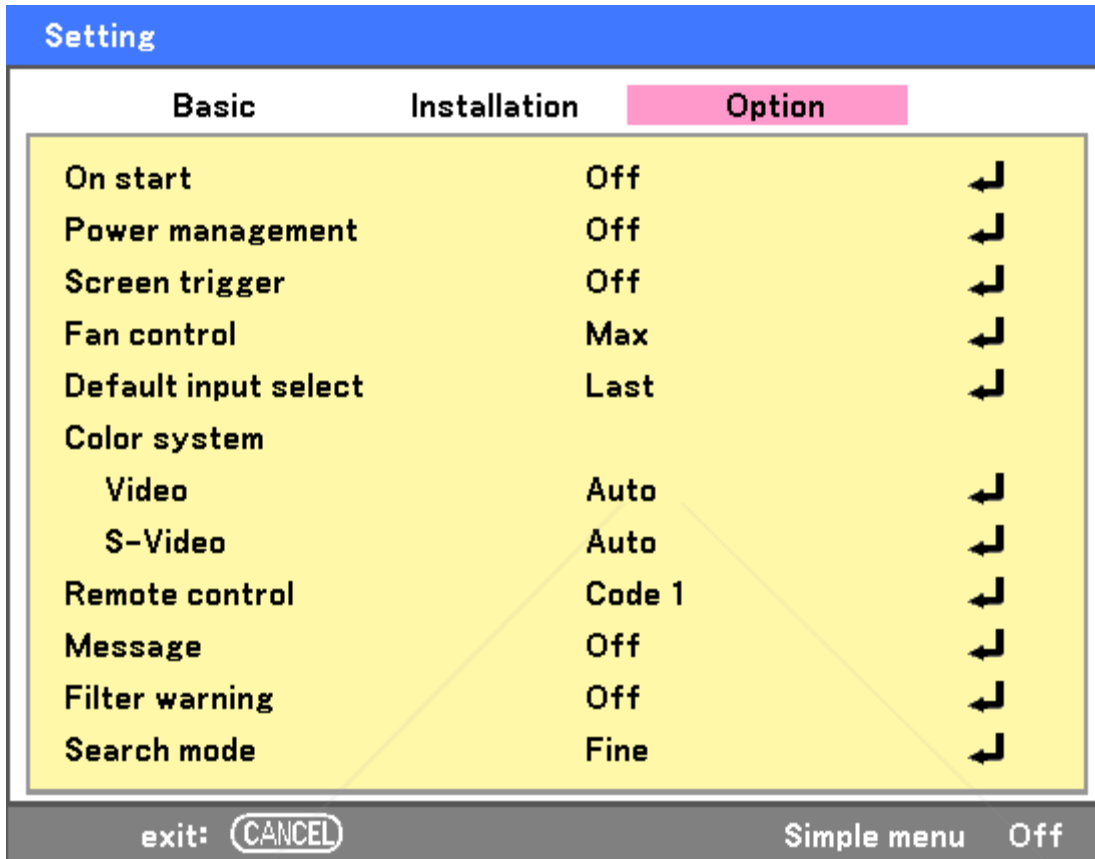 Setting
Basic Installation Option
On start Off
Power management Off
Screen trigger Off
Fan control Max
Default input select Last
Color system
Video Auto
S-Video Auto
Remote control Code 1
Message Off
Filter warning Off
Search mode Fine
exit: CANCEL Simple menu Off